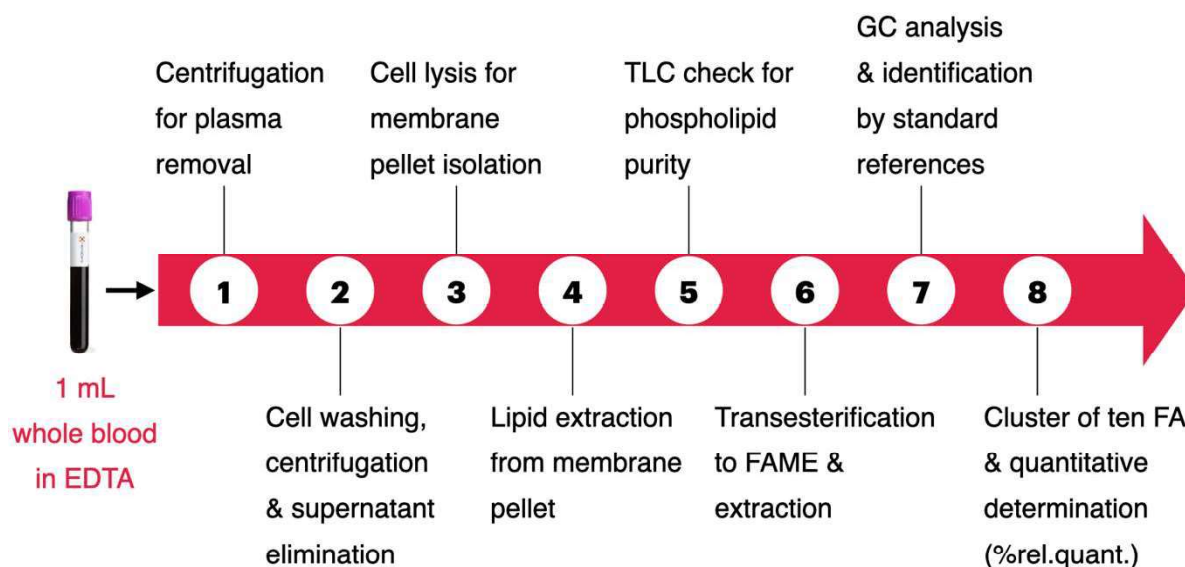 1 mL
whole blood
in EDTA
Centrifugation
for plasma
removal
1
2
Cell washing,
centrifugation
& supernatant
elimination
Cell lysis for
membrane
pellet isolation
3
4
Lipid extraction
from membrane
pellet
TLC check for
phospholipid
purity
5
6
Transesterification
to FAME &
extraction
GC analysis
& identification
by standard
references
7
8
Cluster of ten FA
& quantitative
determination
(%rel.quant.)